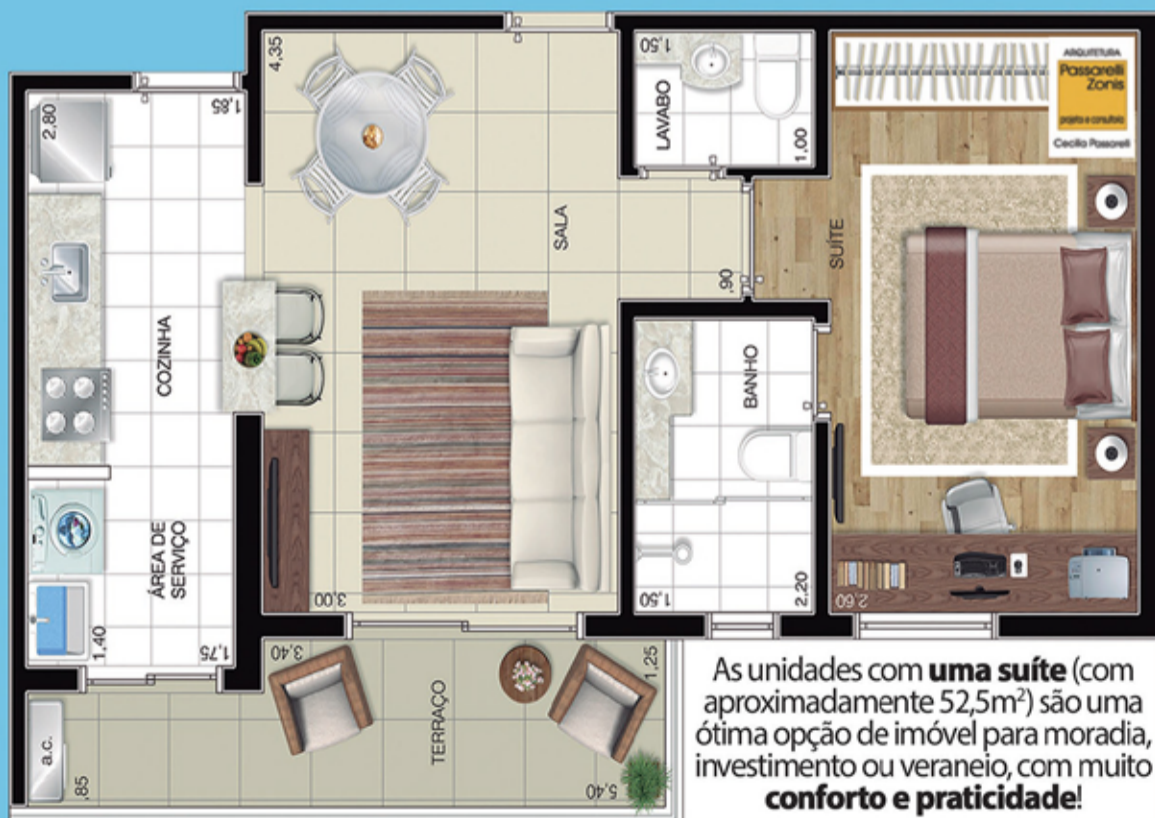 4,35
1,50
LAVABO
1,00
ARQUITETURA
Passarelli
Zonis
projeto e consultoria
Cecilia Passarelli
2,80
1,85
SALA
SUÍTE
,90
COZINHA
BANHO
ÁREA DE
SERVIÇO
3,00
1,50
2,20
2,60
1,40
1,75
3,40
1,25
TERRAÇO
a.c.
,85
5,40
As unidades com uma suíte (com
aproximadamente 52,5m²) são uma
ótima opção de imóvel para moradia,
investimento ou veraneio, com muito
conforto e praticidade!